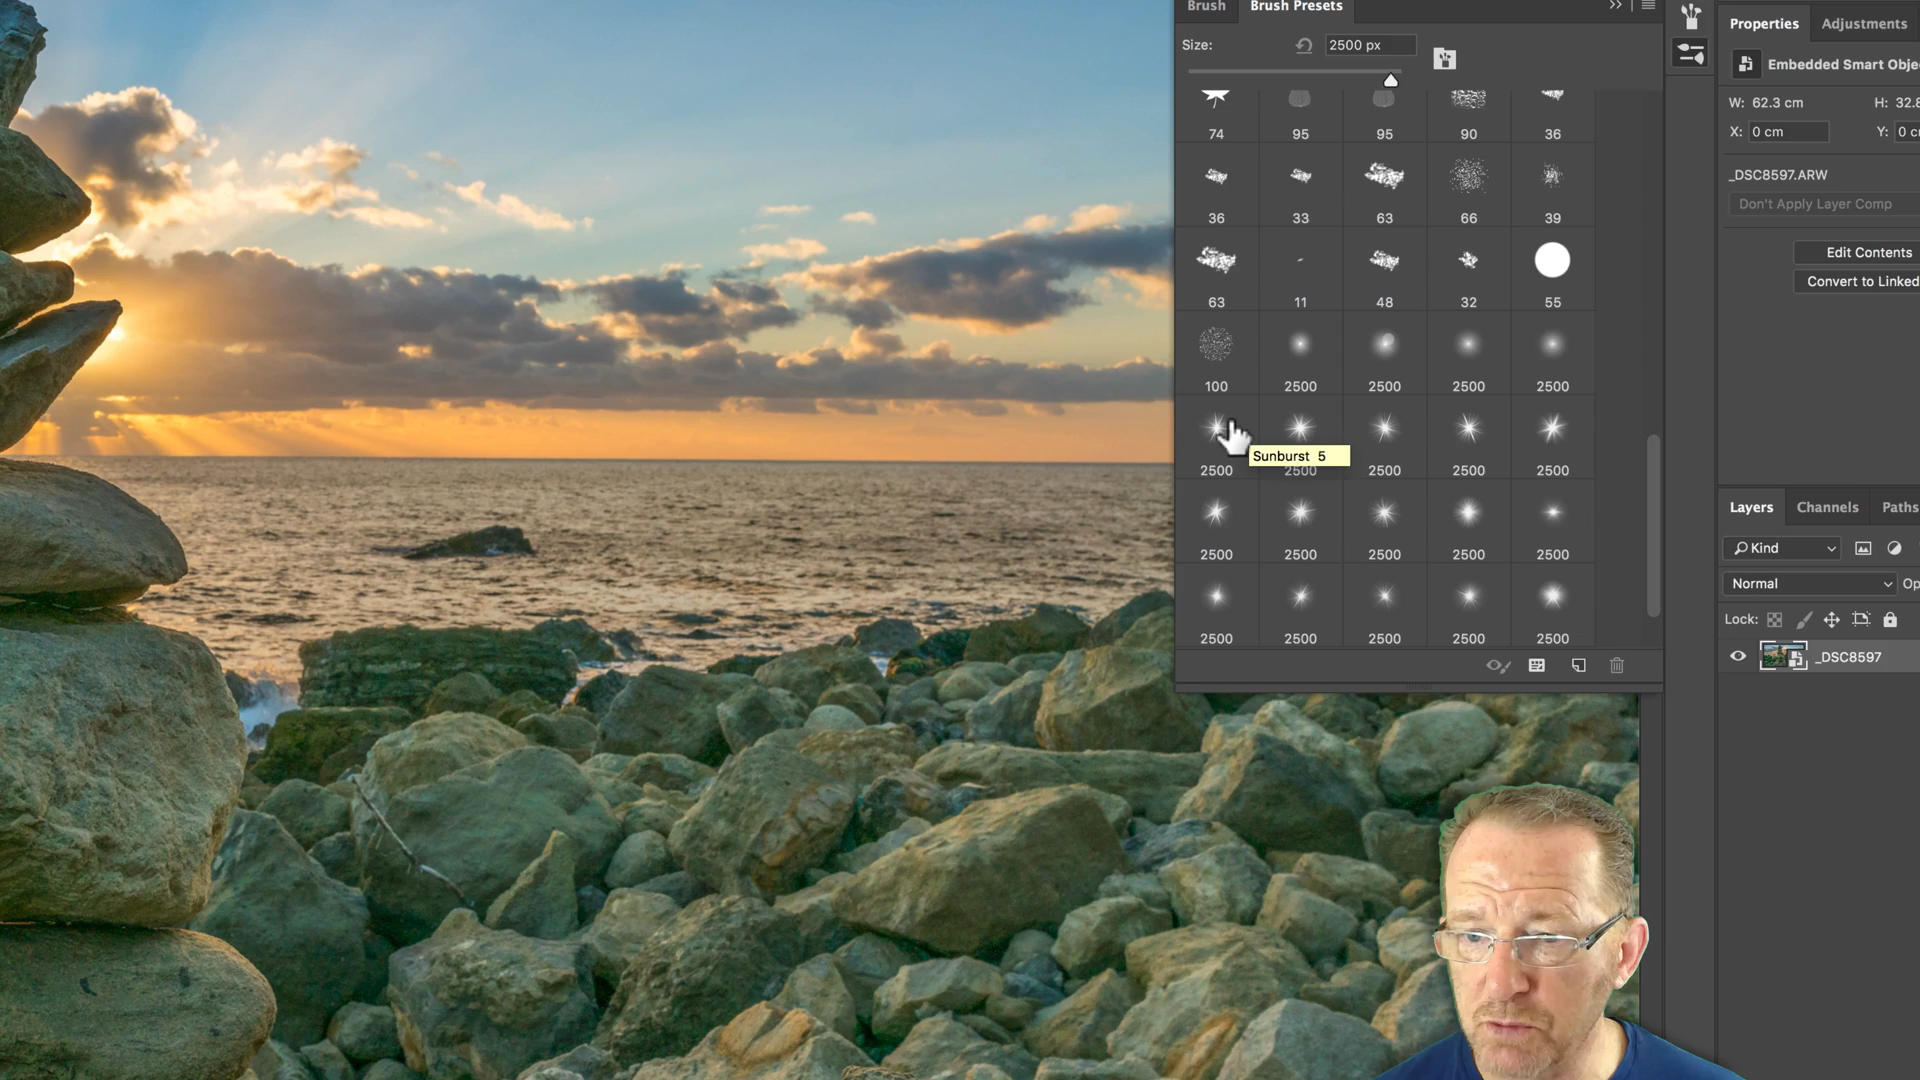 Brush
Brush Presets
Properties
Adjustments
Size:
2500 px
Embedded Smart Obje
W: 62.3 cm
H: 32.8
X: 0 cm
Y: 0 c
74
95
95
90
36
_DSC8597.ARW
Don't Apply Layer Comp
36
33
63
66
39
Edit Contents
Convert to Linked
63
11
48
32
55
100
2500
2500
2500
2500
Sunburst 5
2500
2500
2500
2500
2500
Layers
Channels
Paths
Kind
2500
2500
2500
2500
2500
Normal
Op
Lock:
2500
2500
2500
2500
2500
_DSC8597